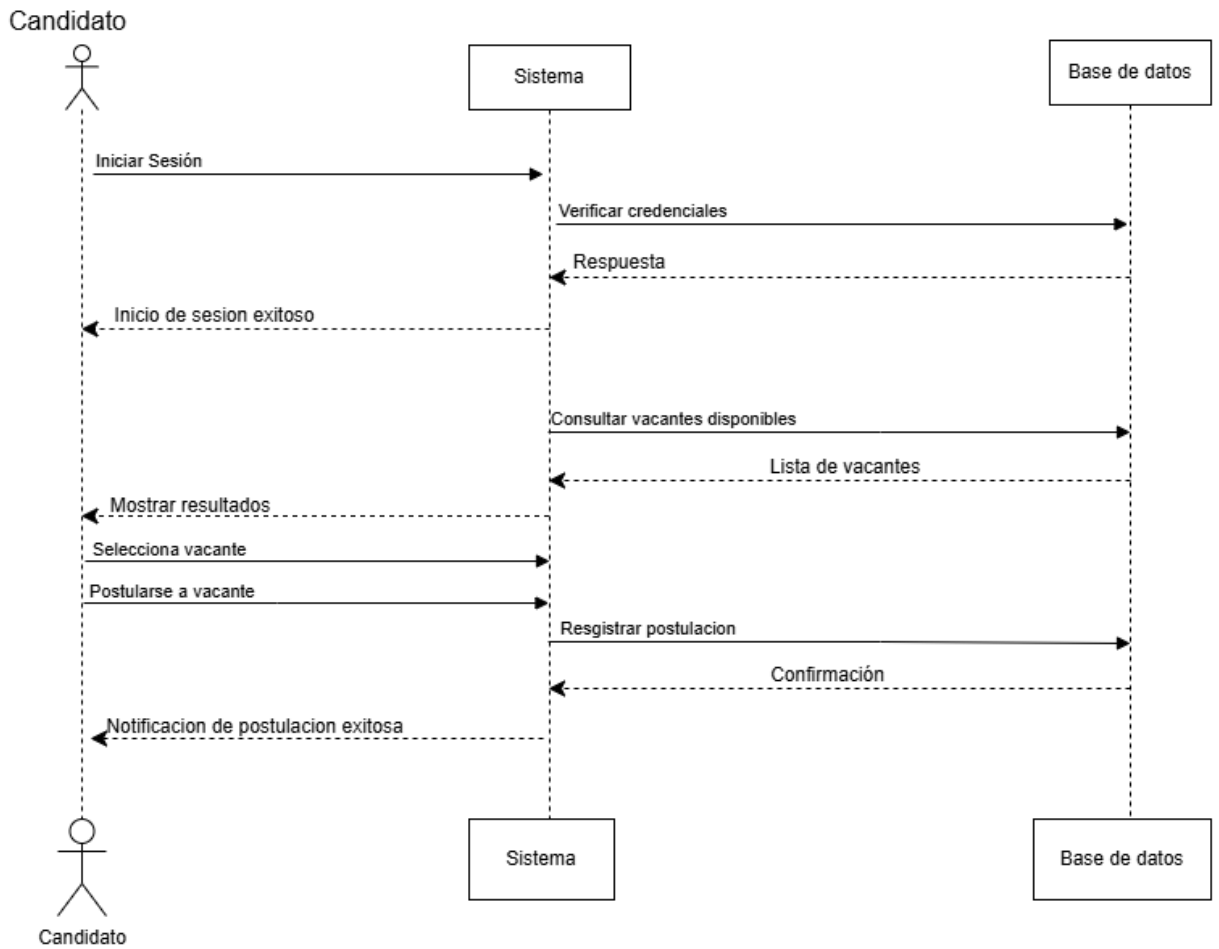 Candidato
Sistema
Base de datos
Iniciar Sesión
Verificar credenciales
Respuesta
Inicio de sesion exitoso
Consultar vacantes disponibles
Lista de vacantes
Mostrar resultados
Selecciona vacante
Postularse a vacante
Resgistrar postulacion
Confirmación
Notificacion de postulacion exitosa
Sistema
Base de datos
Candidato